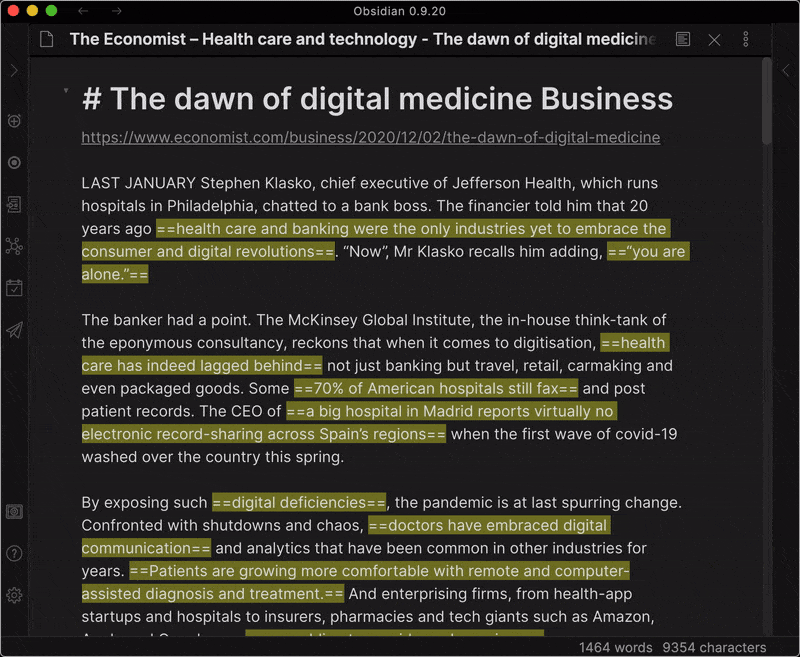 Obsidian 0.9.20
The Economist – Health care and technology - The dawn of digital medicine
# The dawn of digital medicine Business
https://www.economist.com/business/2020/12/02/the-dawn-of-digital-medicine
LAST JANUARY Stephen Klasko, chief executive of Jefferson Health, which runs
hospitals in Philadelphia, chatted to a bank boss. The financier told him that 20
years ago ==health care and banking were the only industries yet to embrace the
consumer and digital revolutions==. “Now”, Mr Klasko recalls him adding, ==“you are
alone.”==
The banker had a point. The McKinsey Global Institute, the in-house think-tank of
the eponymous consultancy, reckons that when it comes to digitisation, ==health
care has indeed lagged behind== not just banking but travel, retail, carmaking and
even packaged goods. Some ==70% of American hospitals still fax== and post
patient records. The CEO of ==a big hospital in Madrid reports virtually no
electronic record-sharing across Spain’s regions== when the first wave of covid-19
washed over the country this spring.
By exposing such ==digital deficiencies==, the pandemic is at last spurring change.
Confronted with shutdowns and chaos, ==doctors have embraced digital
communication== and analytics that have been common in other industries for
years. ==Patients are growing more comfortable with remote and computer-
assisted diagnosis and treatment.== And enterprising firms, from health-app
startups and hospitals to insurers, pharmacies and tech giants such as Amazon,
1464 words 9354 characters